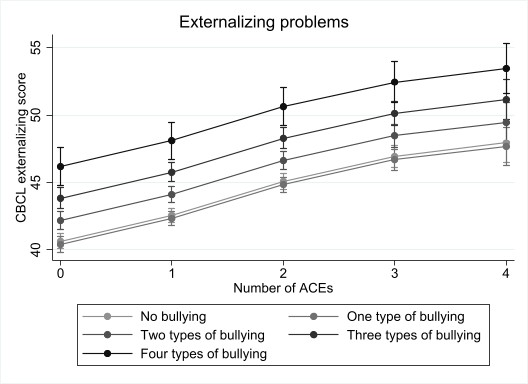 Externalizing problems
CBCL externalizing score
55
50
45
40
0 1 2 3 4
Number of ACEs
No bullying One type of bullying
Two types of bullying Three types of bullying
Four types of bullying